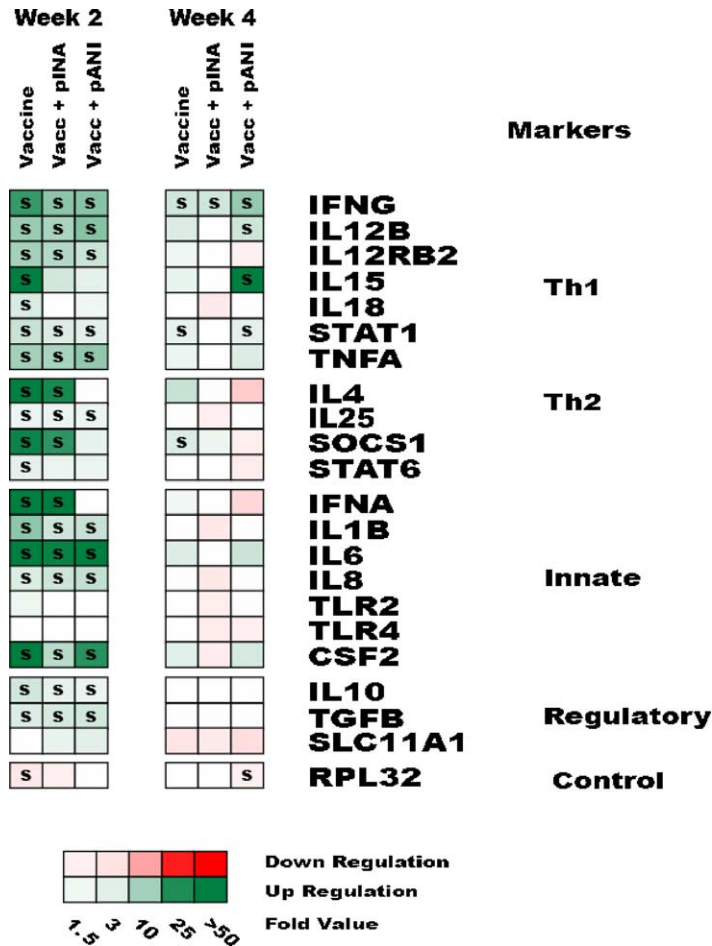 Week 2 Week 4
Vaccine Vacc + pINA Vacc + pANI Vaccine Vacc + pINA Vacc + pANI
Markers
S S S S S S IFNG
S S S S IL12B
S S S IL12RB2
S S IL15
Th1
S IL18
S S S S S STAT1
S S S TNFA
S S IL4
Th2
S S S IL25
S S S SOCS1
S STAT6
S S IFNA
S S S IL1B
S S S IL6
S S S IL8
Innate
TLR2
TLR4
S S S CSF2
S S S IL10
S S S TGFB
Regulatory
SLC11A1
S S RPL32
Control
Down Regulation
Up Regulation
1.5 3 10 25 >50 Fold Value